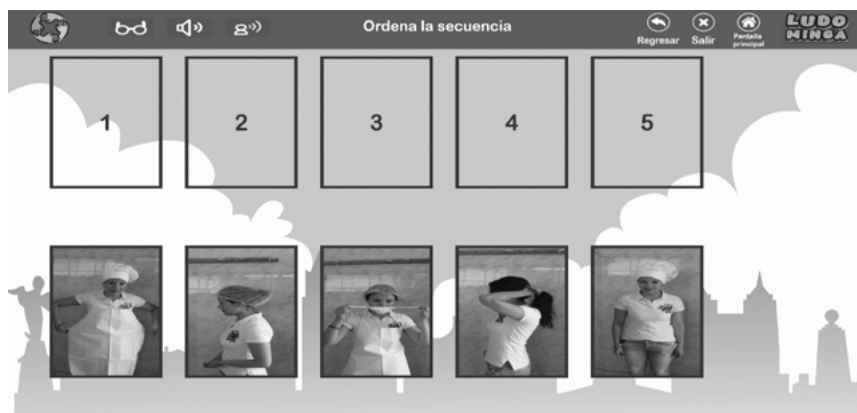 Ordena la secuencia
Regresar
Salir
Pantalla
principal
LUDO
MINGA
1
2
3
4
5